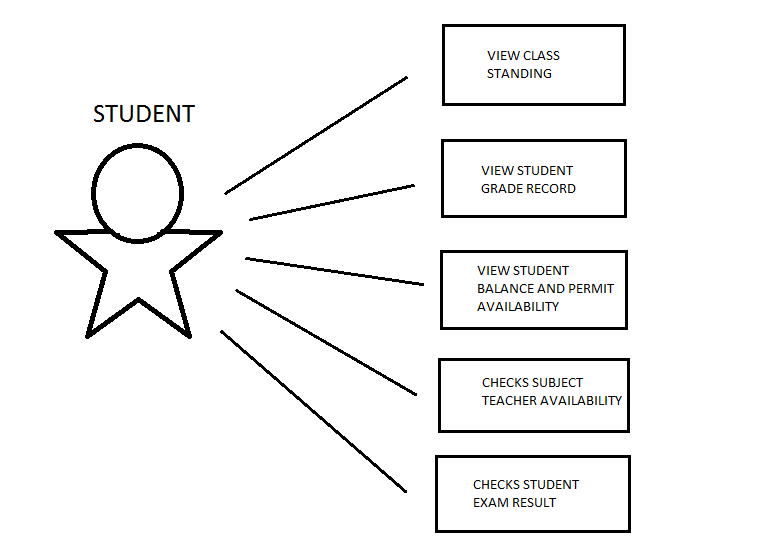 STUDENT
VIEW CLASS
STANDING
VIEW STUDENT
GRADE RECORD
VIEW STUDENT
BALANCE AND PERMIT
AVAILABILITY
CHECKS SUBJECT
TEACHER AVAILABILITY
CHECKS STUDENT
EXAM RESULT